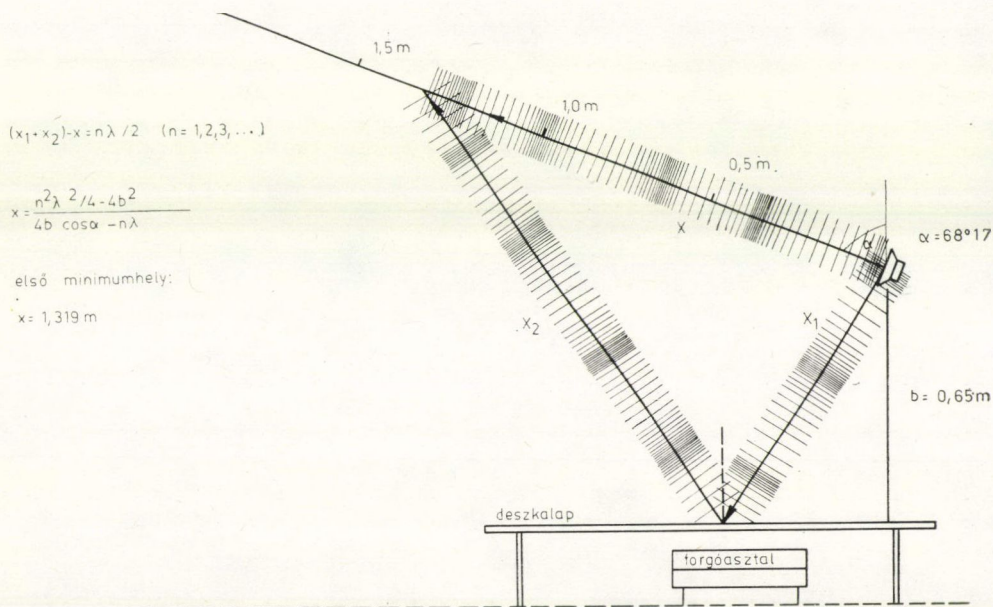 1,5 m
1,0 m
(x₁+x₂)-x = nλ/2 (n= 1,2,3, ...)
0,5 m
x = n²λ²/4-4b² / 4b cosα -nλ
x
α
α = 68°17
első minimumhely:
x = 1,319 m
x₂
x₁
b = 0,65 m
deszkalap
forgóasztal